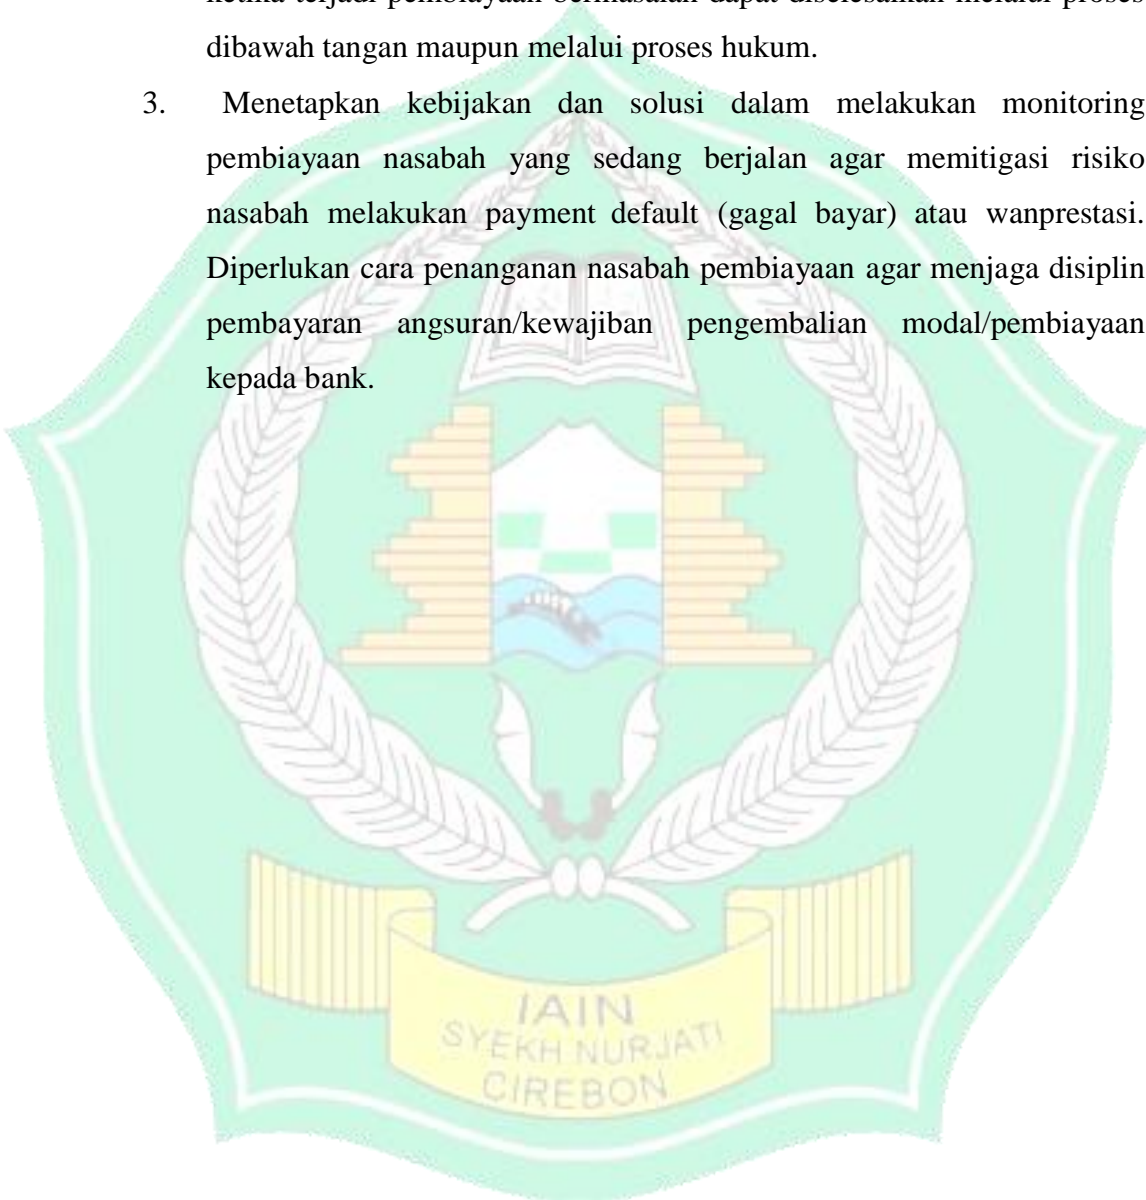 ketika terjadi pembiayaan bermasalah dapat diselesaikan melalui proses
dibawah tangan maupun melalui proses hukum.
3. Menetapkan kebijakan dan solusi dalam melakukan monitoring
pembiayaan nasabah yang sedang berjalan agar memitigasi risiko
nasabah melakukan payment default (gagal bayar) atau wanprestasi.
Diperlukan cara penanganan nasabah pembiayaan agar menjaga disiplin
pembayaran angsuran/kewajiban pengembalian modal/pembiayaan
kepada bank.
IAIN
SYEKH NURJATI
CIREBON